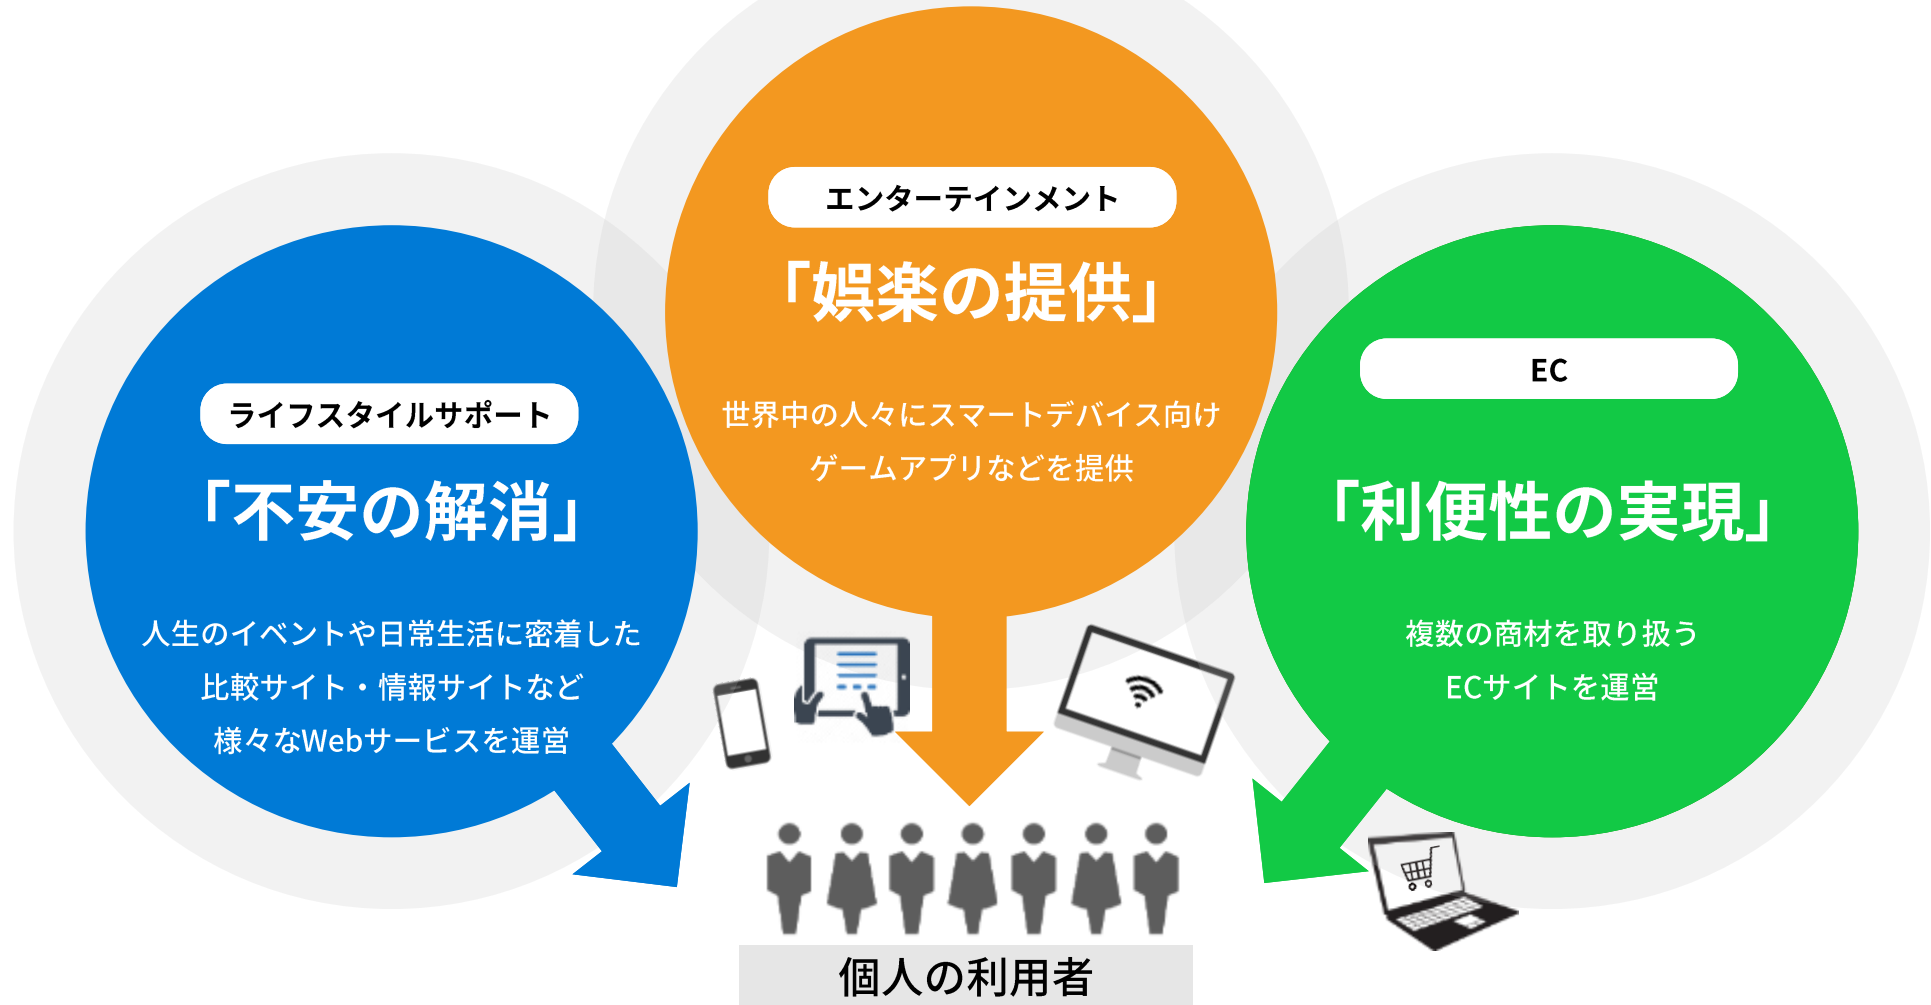 ライフスタイルサポート
「不安の解消」
人生のイベントや日常生活に密着した
比較サイト・情報サイトなど
様々なWebサービスを運営
エンターテインメント
「娯楽の提供」
世界中の人々にスマートデバイス向け
ゲームアプリなどを提供
EC
「利便性の実現」
複数の商材を取り扱う
ECサイトを運営
個人の利用者